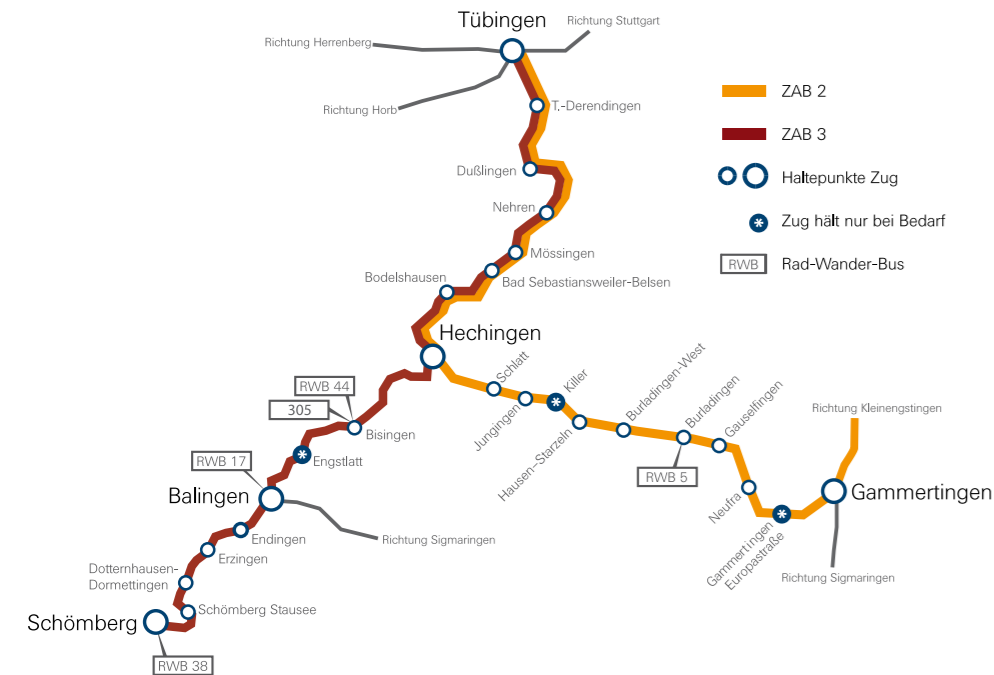 Tübingen
Richtung Stuttgart
Richtung Herrenberg
Richtung Horb
T.-Derendingen
Dußlingen
Nehren
Mössingen
Bad Sebastiansweiler-Belsen
Bodelshausen
Hechingen
ZAB 2
ZAB 3
Haltepunkte Zug
* Zug hält nur bei Bedarf
RWB Rad-Wander-Bus
Schlatt
Jungingen
* Killer
Hausen-Starzeln
Burladingen-West
Burladingen
RWB 5
Gauselfingen
Neufra
* Gammertingen
Europastraße
Gammertingen
Richtung Kleinengstingen
Richtung Sigmaringen
RWB 44
305
Bisingen
* Engstlatt
RWB 17
Balingen
Richtung Sigmaringen
Endingen
Erzingen
Dotternhausen-
Dormettingen
Schömberg Stausee
Schömberg
RWB 38